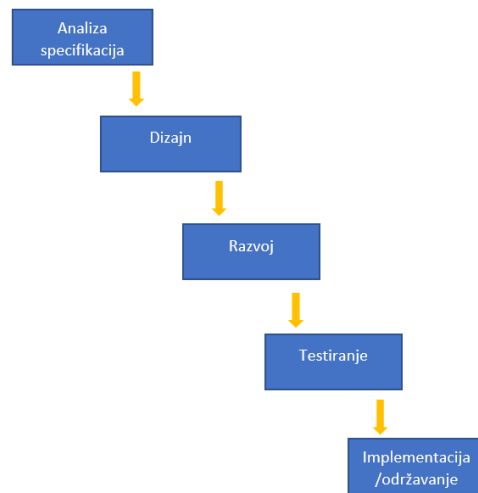 Analiza
specifikacija
Dizajn
Razvoj
Testiranje
Implementacija
/održavanje